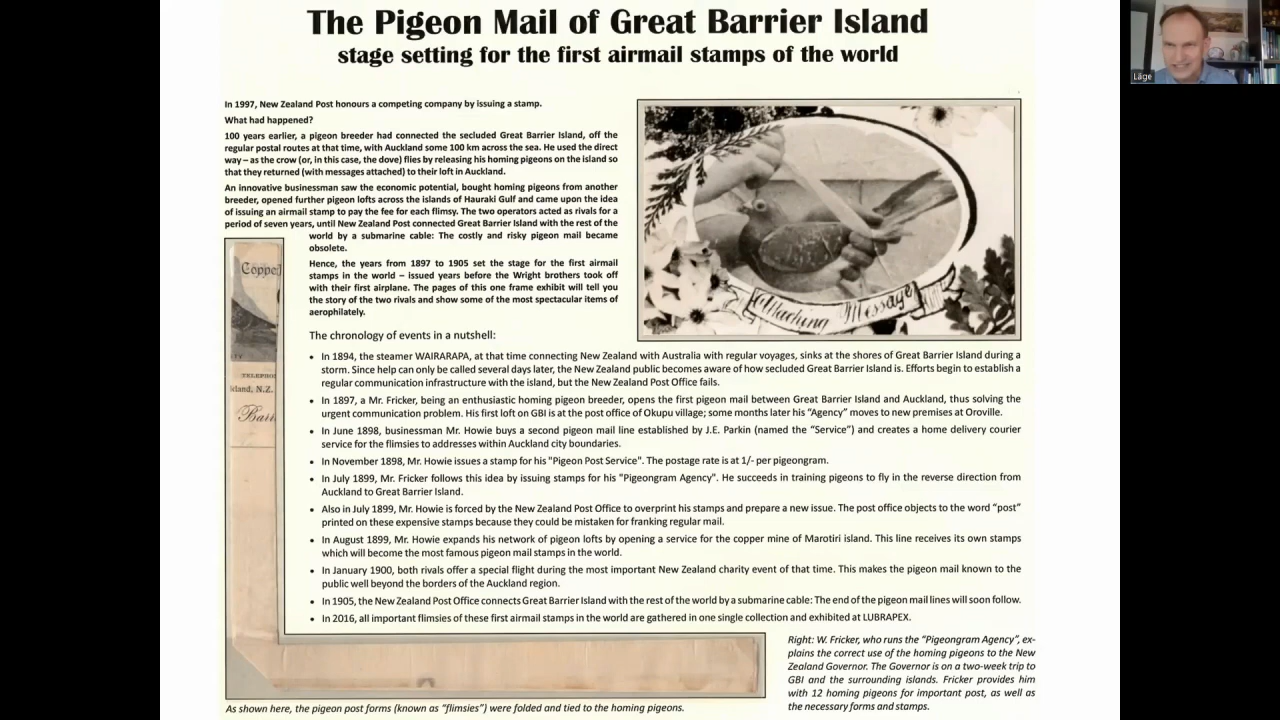 The Pigeon Mail of Great Barrier Island
stage setting for the first airmail stamps of the world
Läge
In 1997, New Zealand Post honours a competing company by issuing a stamp.
What had happened?
100 years earlier, a pigeon breeder had connected the secluded Great Barrier Island, off the
regular postal routes at that time, with Auckland some 100 km across the sea. He used the direct
way – as the crow (or, in this case, the dove) flies by releasing his homing pigeons on the island so
that they returned (with messages attached) to their loft in Auckland.
An innovative businessman saw the economic potential, bought homing pigeons from another
breeder, opened further pigeon lofts across the islands of Hauraki Gulf and came upon the idea
of issuing an airmail stamp to pay the fee for each flimsy. The two operators acted as rivals for a
period of seven years, until New Zealand Post connected Great Barrier Island with the rest of the
world by a submarine cable: The costly and risky pigeon mail became
obsolete.
Hence, the years from 1897 to 1905 set the stage for the first airmail
stamps in the world – issued years before the Wright brothers took off
with their first airplane. The pages of this one frame exhibit will tell you
the story of the two rivals and show some of the most spectacular items of
aerophilately.
Attaching Message
Coppe
TELEPHO
kland, N.Z.
Barr
The chronology of events in a nutshell:
• In 1894, the steamer WAIRARAPA, at that time connecting New Zealand with Australia with regular voyages, sinks at the shores of Great Barrier Island during a
storm. Since help can only be called several days later, the New Zealand public becomes aware of how secluded Great Barrier Island is. Efforts begin to establish a
regular communication infrastructure with the island, but the New Zealand Post Office fails.
• In 1897, a Mr. Fricker, being an enthusiastic homing pigeon breeder, opens the first pigeon mail between Great Barrier Island and Auckland, thus solving the
urgent communication problem. His first loft on GBI is at the post office of Okupu village; some months later his “Agency” moves to new premises at Oroville.
• In June 1898, businessman Mr. Howie buys a second pigeon mail line established by J.E. Parkin (named the “Service”) and creates a home delivery courier
service for the flimsies to addresses within Auckland city boundaries.
• In November 1898, Mr. Howie issues a stamp for his "Pigeon Post Service". The postage rate is at 1/- per pigeongram.
• In July 1899, Mr. Fricker follows this idea by issuing stamps for his "Pigeongram Agency". He succeeds in training pigeons to fly in the reverse direction from
Auckland to Great Barrier Island.
• Also in July 1899, Mr. Howie is forced by the New Zealand Post Office to overprint his stamps and prepare a new issue. The post office objects to the word “post”
printed on these expensive stamps because they could be mistaken for franking regular mail.
• In August 1899, Mr. Howie expands his network of pigeon lofts by opening a service for the copper mine of Marotiri island. This line receives its own stamps
which will become the most famous pigeon mail stamps in the world.
• In January 1900, both rivals offer a special flight during the most important New Zealand charity event of that time. This makes the pigeon mail known to the
public well beyond the borders of the Auckland region.
• In 1905, the New Zealand Post Office connects Great Barrier Island with the rest of the world by a submarine cable: The end of the pigeon mail lines will soon follow.
• In 2016, all important flimsies of these first airmail stamps in the world are gathered in one single collection and exhibited at LUBRAPEX.
Right: W. Fricker, who runs the “Pigeongram Agency”, ex-
plains the correct use of the homing pigeons to the New
Zealand Governor. The Governor is on a two-week trip to
GBI and the surrounding islands. Fricker provides him
with 12 homing pigeons for important post, as well as
the necessary forms and stamps.
As shown here, the pigeon post forms (known as “flimsies”) were folded and tied to the homing pigeons.